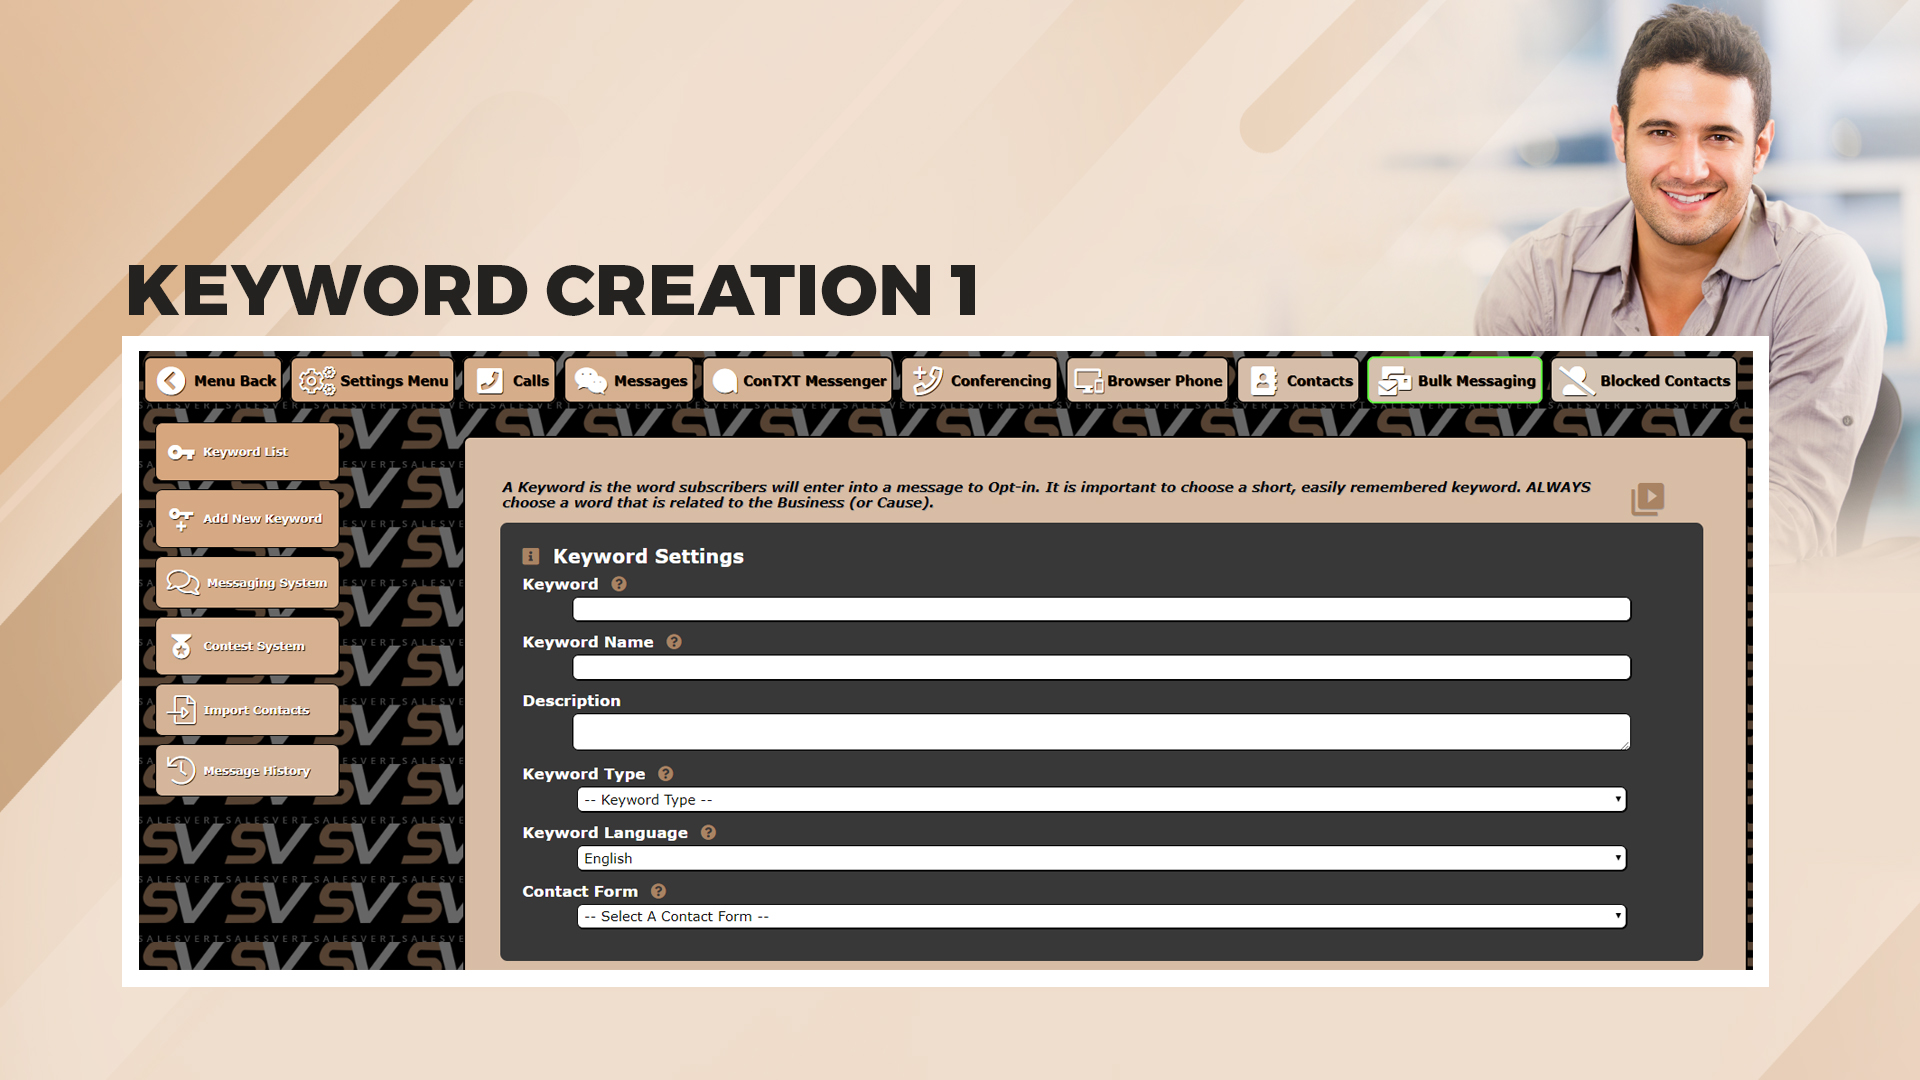 KEYWORD CREATION 1
Menu Back
Settings Menu
Calls
Messages
ConTXT Messenger
Conferencing
Browser Phone
Contacts
Bulk Messaging
Blocked Contacts
Keyword List
Add New Keyword
Messaging System
Contest System
Import Contacts
Message History
A Keyword is the word subscribers will enter into a message to Opt-in. It is important to choose a short, easily remembered keyword. ALWAYS
choose a word that is related to the Business (or Cause).
Keyword Settings
Keyword
Keyword Name
Description
Keyword Type
-- Keyword Type --
Keyword Language
English
Contact Form
-- Select A Contact Form --
SV
SALESVERT